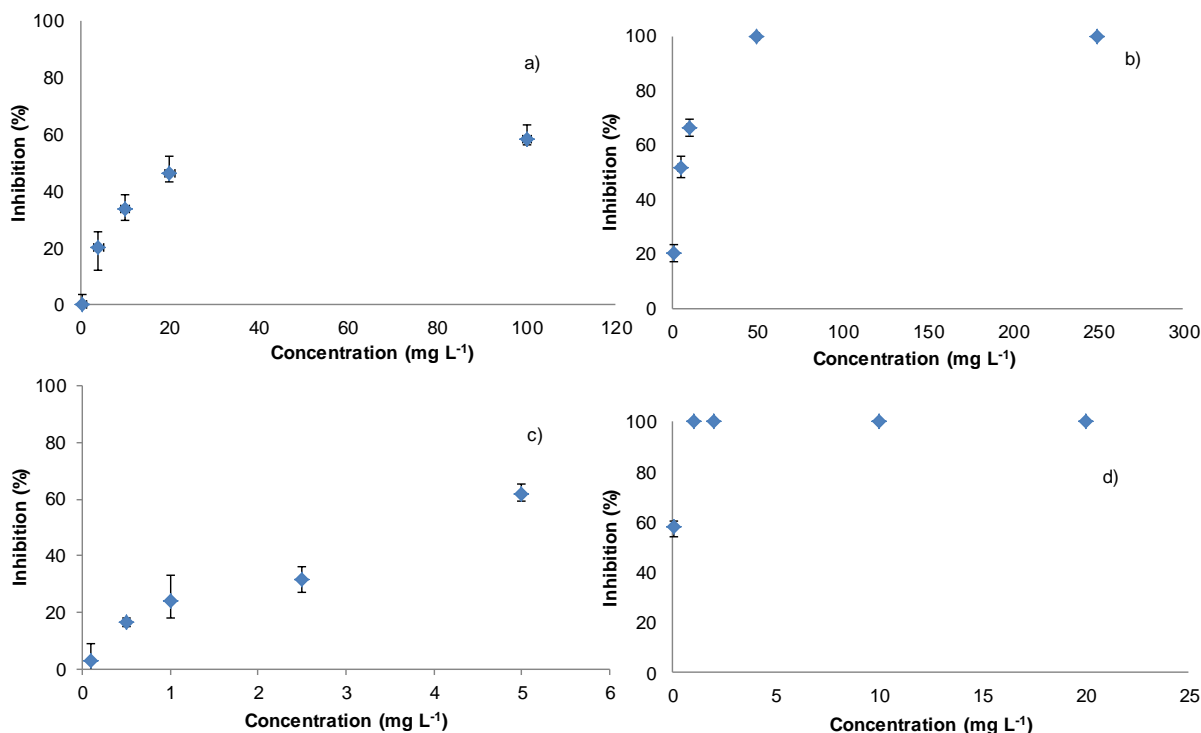 100
80
60
40
20
0
Inhibition (%)
0 20 40 60 80 100 120
Concentration (mg L-1)
a)
100
80
60
40
20
0
Inhibition (%)
0 50 100 150 200 250 300
Concentration (mg L-1)
b)
100
80
60
40
20
0
Inhibition (%)
0 1 2 3 4 5 6
Concentration (mg L-1)
c)
100
80
60
40
20
0
Inhibition (%)
0 5 10 15 20 25
Concentration (mg L-1)
d)